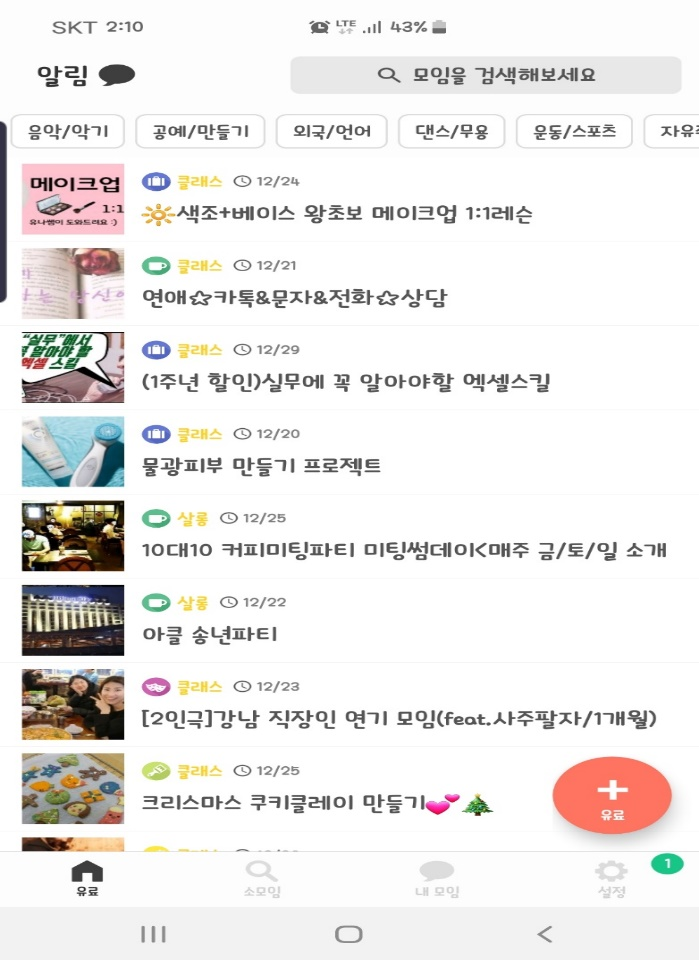 SKT 2:10
LTE
43%
알림
모임을 검색해보세요
음악/악기
공예/만들기
외국/언어
댄스/무용
운동/스포츠
메이크업
1:1
유나쌤이 도와드려요 :)
클래스 12/24
🔆색조+베이스 왕초보 메이크업 1:1레슨
클래스 12/21
연애☆카톡&문자&전화☆상담
"실무"에서
알아야 할
엑셀 스킬
클래스 12/29
(1주년 할인)실무에 꼭 알아야할 엑셀스킬
클래스 12/20
물광피부 만들기 프로젝트
살롱 12/25
10대10 커피미팅파티 미팅썸데이<매주 금/토/일 소개
살롱 12/22
아클 송년파티
클래스 12/23
[2인극]강남 직장인 연기 모임(feat.사주팔자/1개월)
클래스 12/25
크리스마스 쿠키클레이 만들기💕🎄
+
유료
유료
소모임
내 모임
설정
1